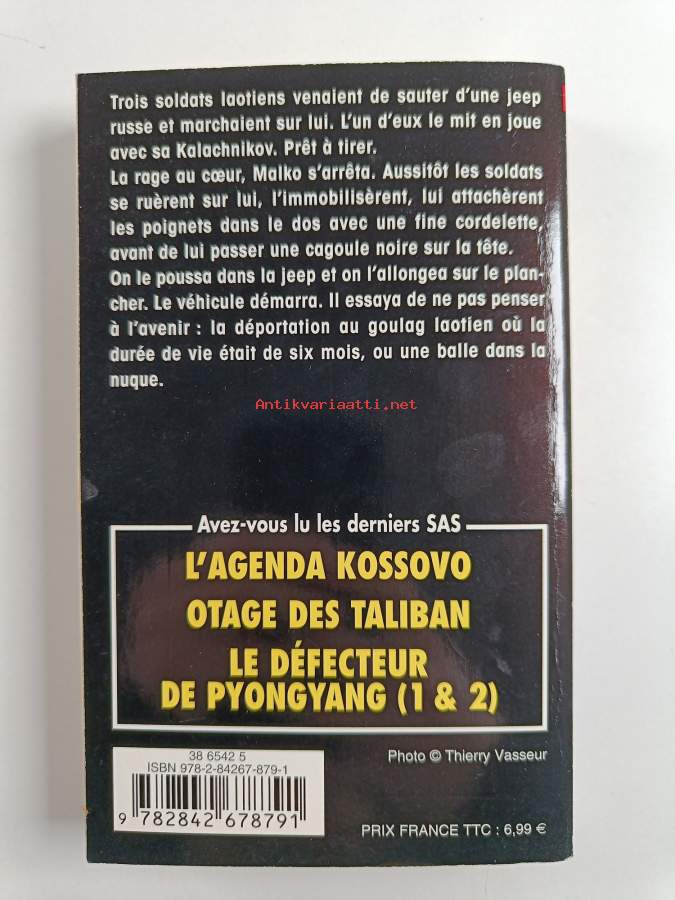 Trois soldats laotiens venaient de sauter d'une jeep
russe et marchaient sur lui. L'un d'eux le mit en joue
avec sa Kalachnikov. Prêt à tirer.
La rage au cœur, Malko s'arrêta. Aussitôt les soldats
se ruèrent sur lui, l'immobilisèrent, lui attachèrent
les poignets dans le dos avec une fine cordelette,
avant de lui passer une cagoule noire sur la tête.
On le poussa dans la jeep et on l'allongea sur le plan-
cher. Le véhicule démarra. Il essaya de ne pas penser
à l'avenir : la déportation au goulag laotien où la
durée de vie était de six mois, ou une balle dans la
nuque.
Antikvariaatti.net
Avez-vous lu les derniers SAS
L'AGENDA KOSSOVO
OTAGE DES TALIBAN
LE DÉFECTEUR
DE PYONGYANG (1 & 2)
38 6542 5
ISBN 978-2-84267-879-1
9 782842 678791
Photo © Thierry Vasseur
PRIX FRANCE TTC : 6,99 €